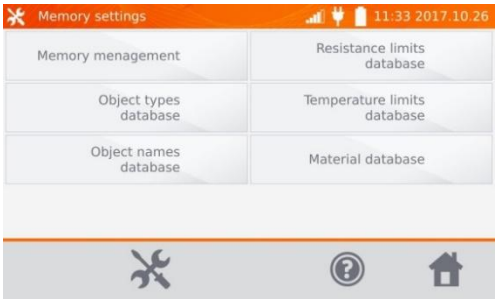 Memory settings
11:33 2017.10.26
Memory menagement
Resistance limits
database
Object types
database
Temperature limits
database
Object names
database
Material database
?